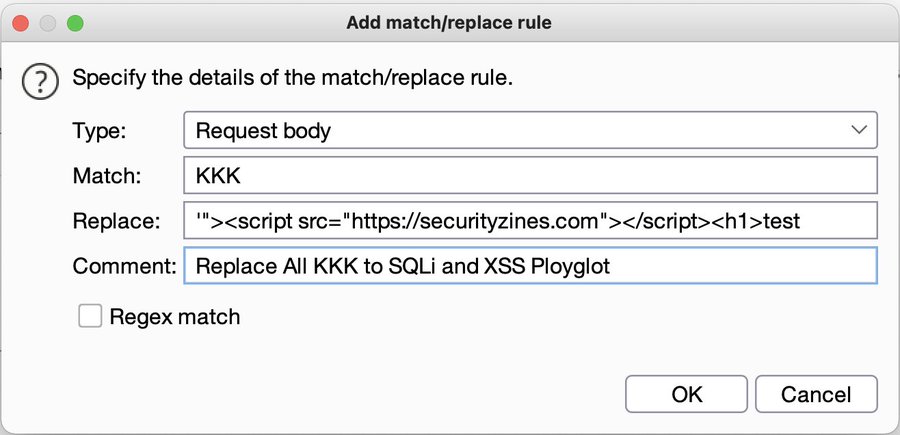 Add match/replace rule
?
Specify the details of the match/replace rule.
Type: Request body
Match: KKK
Replace: '"><script src="https://securityzines.com"></script><h1>test
Comment: Replace All KKK to SQLi and XSS Ployglot
Regex match
OK Cancel